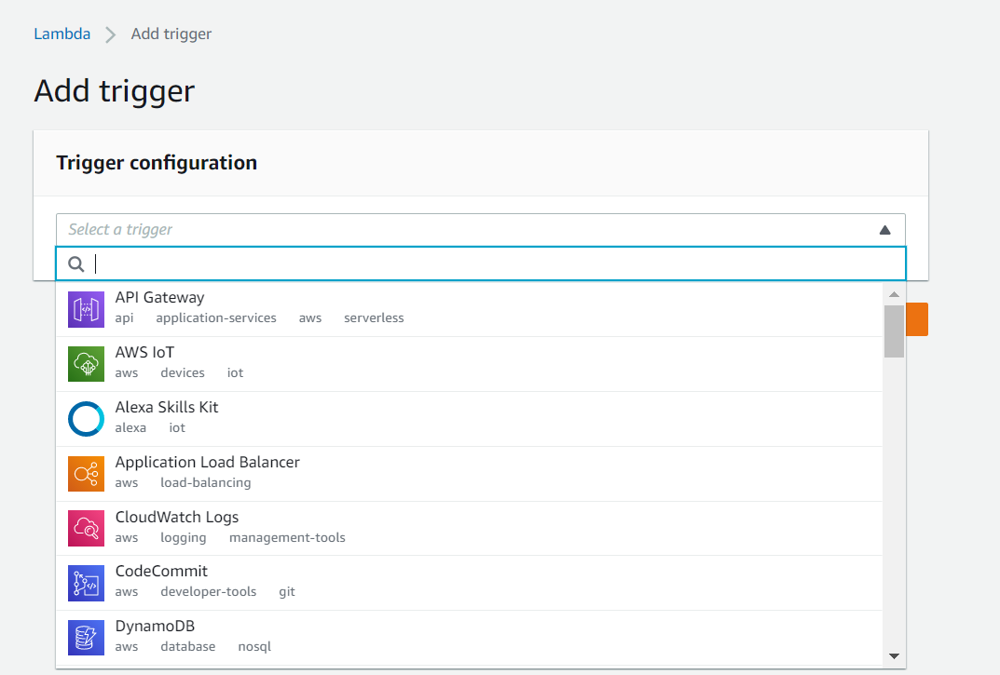 Lambda > Add trigger
Add trigger
Trigger configuration
Select a trigger
API Gateway
api application-services aws serverless
AWS IoT
aws devices iot
Alexa Skills Kit
alexa iot
Application Load Balancer
aws load-balancing
CloudWatch Logs
aws logging management-tools
CodeCommit
aws developer-tools git
DynamoDB
aws database nosql